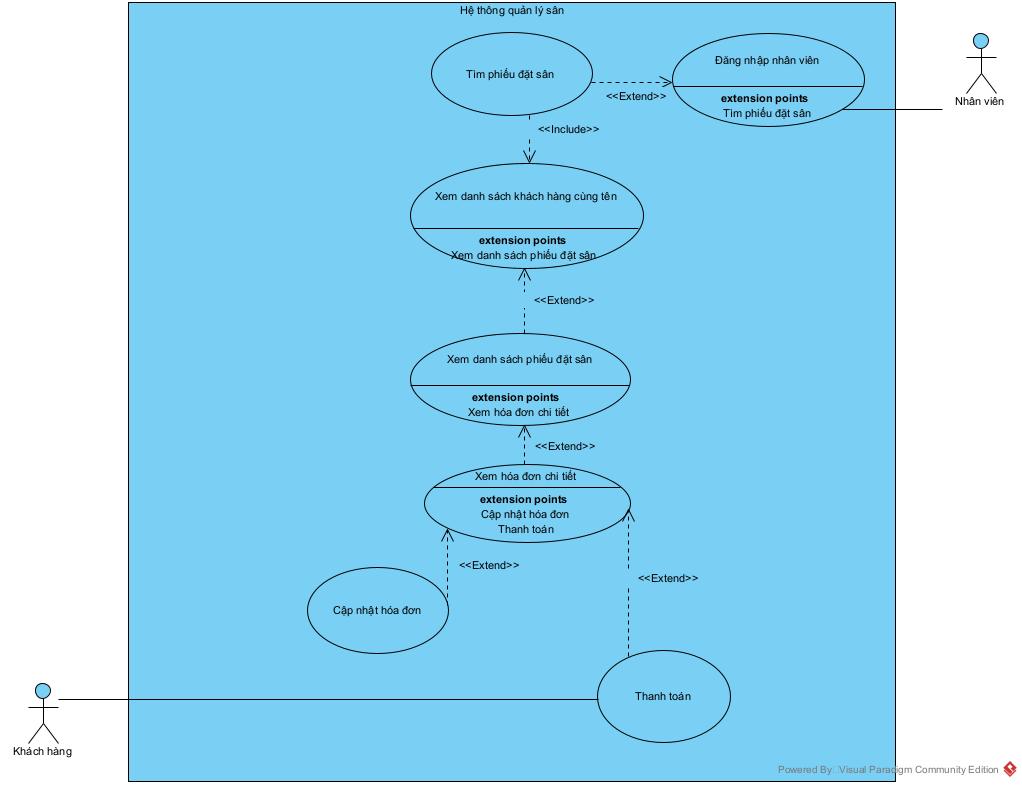 Hệ thông quản lý sân
Tìm phiếu đặt sân
Đăng nhập nhân viên
extension points
Tìm phiếu đặt sân
<<Extend>>
Nhân viên
<<Include>>
Xem danh sách khách hàng cùng tên
extension points
Xem danh sách phiếu đặt sân
<<Extend>>
Xem danh sách phiếu đặt sân
extension points
Xem hóa đơn chi tiết
<<Extend>>
Xem hóa đơn chi tiết
extension points
Cập nhật hóa đơn
Thanh toán
<<Extend>>
<<Extend>>
Cập nhật hóa đơn
Thanh toán
Khách hàng
Powered By: Visual Paradigm Community Edition